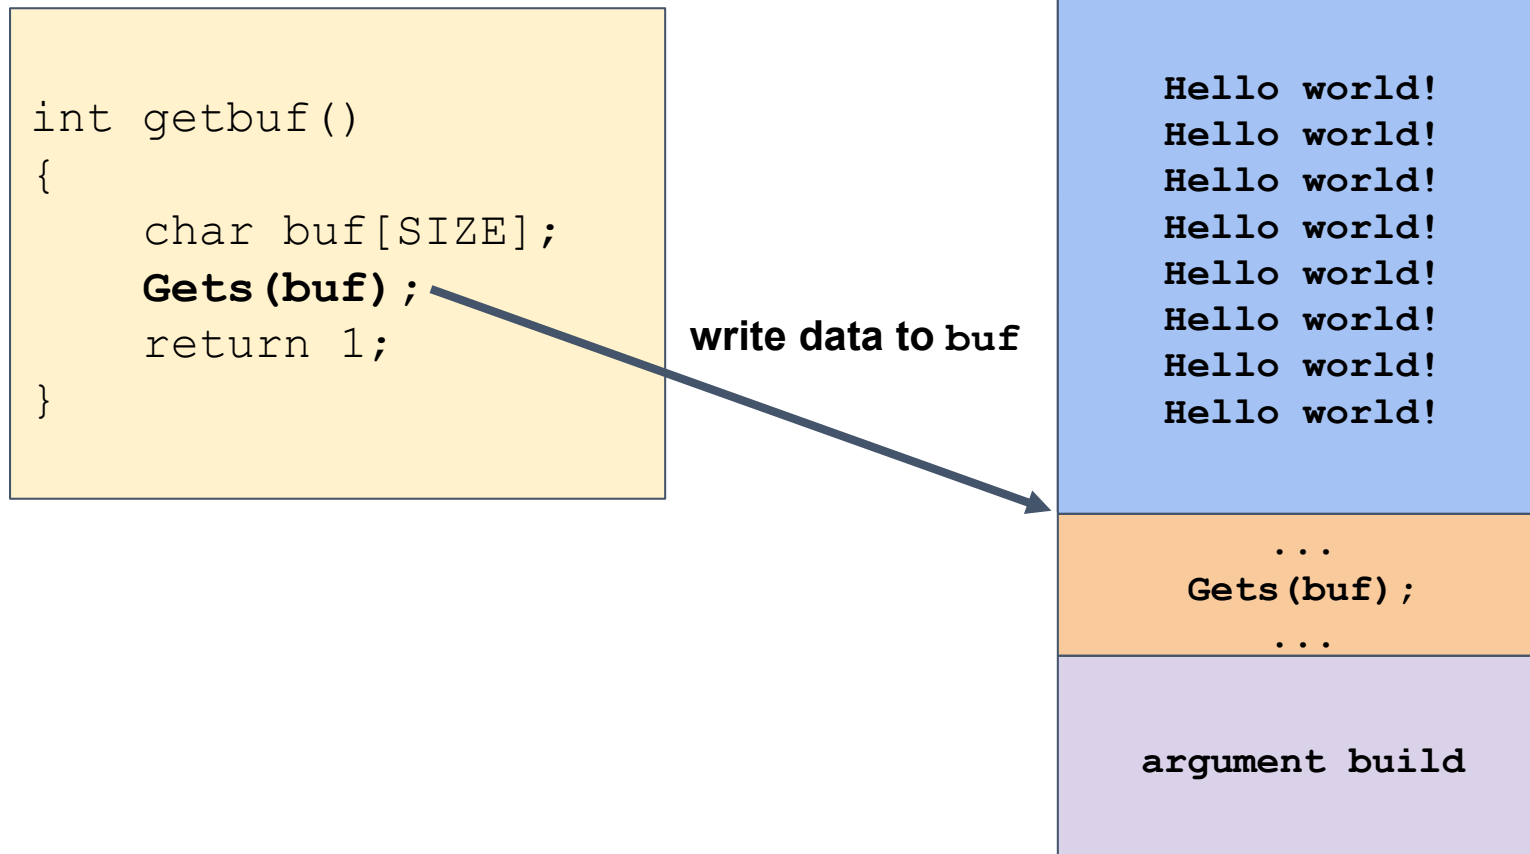 int getbuf()
{
char buf[SIZE];
Gets(buf);
return 1;
}
write data to buf
Hello world!
Hello world!
Hello world!
Hello world!
Hello world!
Hello world!
Hello world!
Hello world!
...
Gets(buf);
...
argument build